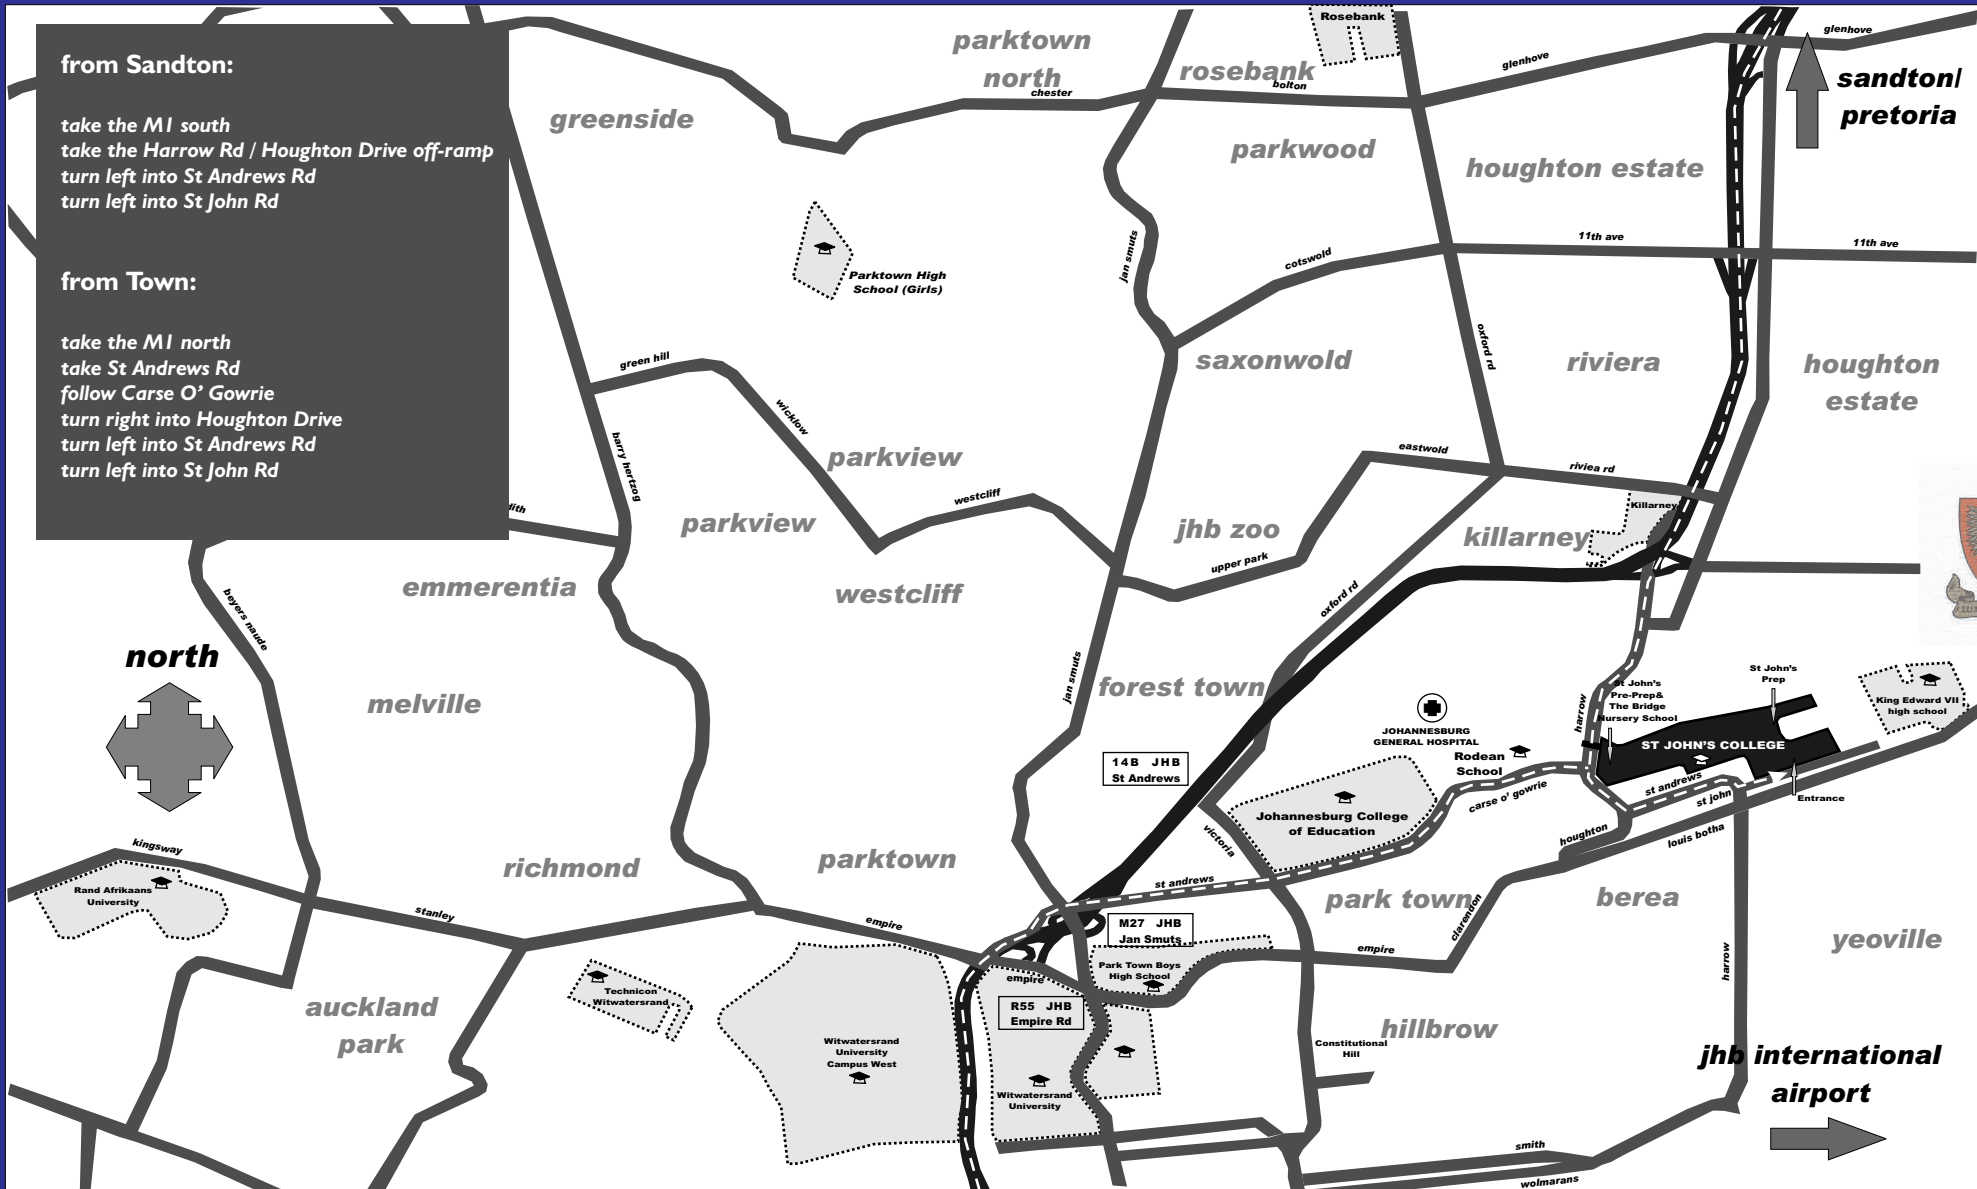 from Sandton:
take the M1 south
take the Harrow Rd / Houghton Drive off-ramp
turn left into St Andrews Rd
turn left into St John Rd
from Town:
take the M1 north
take St Andrews Rd
follow Carse O’ Gowrie
turn right into Houghton Drive
turn left into St Andrews Rd
turn left into St John Rd
parktown
north
chester
Rosebank
rosebank
bolton
glenhove
glenhove
sandton/
pretoria
greenside
parkwood
houghton estate
11th ave
11th ave
jan smuts
cotswold
Parktown High
School (Girls)
green hill
saxonwold
oxford rd
riviera
houghton
estate
wicklow
barry hertzog
parkview
eastwold
riviea rd
dith
westcliff
Killarney
parkview
jhb zoo
killarney
upper park
emmerentia
westcliff
beyers naude
oxford rd
north
jan smuts
forest town
melville
St John’s
Pre-Prep&
The Bridge
Nursery School
St John’s
Prep
King Edward VII
high school
harrow
JOHANNESBURG
GENERAL HOSPITAL
ST JOHN’S COLLEGE
14B JHB
St Andrews
Rodean
School
st andrews
st john
Entrance
carse o’ gowrie
Johannesburg College
of Education
victoria
houghton
louis botha
kingsway
richmond
parktown
st andrews
Rand Afrikaans
University
park town
berea
stanley
empire
clarendon
M27 JHB
Jan Smuts
empire
yeoville
harrow
Park Town Boys
High School
empire
Technicon
Witwatersrand
R55 JHB
Empire Rd
auckland
park
hillbrow
Witwatersrand
University
Campus West
Constitutional
Hill
jhb international
airport
Witwatersrand
University
smith
wolmarans